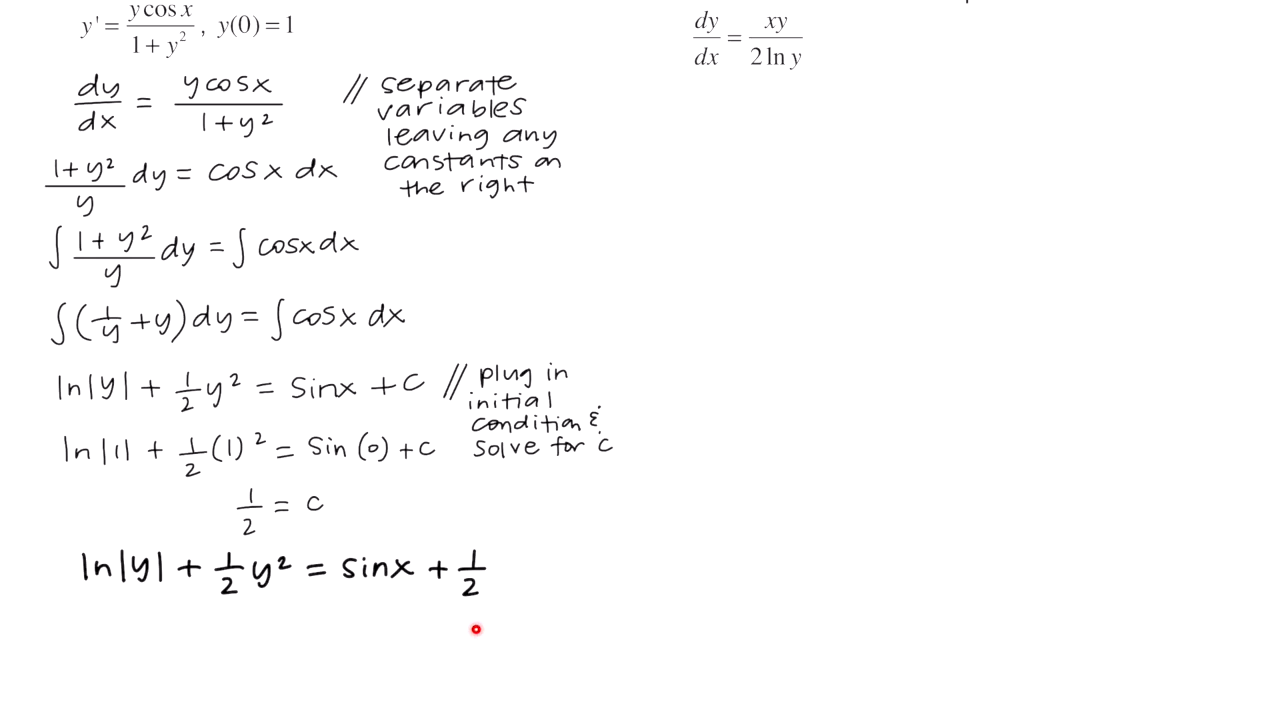 y' = y cos x / 1 + y², y(0) = 1
dy/dx = y cos x / 1 + y² // separate
variables
leaving any
constants on
the right
1 + y² / y dy = cos x dx
∫ 1 + y² / y dy = ∫ cos x dx
∫ (1/y + y) dy = ∫ cos x dx
ln|y| + 1/2 y² = sin x + c // plug in
initial
condition &
solve for c
ln|1| + 1/2 (1)² = sin (0) + c
1/2 = c
ln|y| + 1/2 y² = sin x + 1/2
dy/dx = xy / 2 ln y